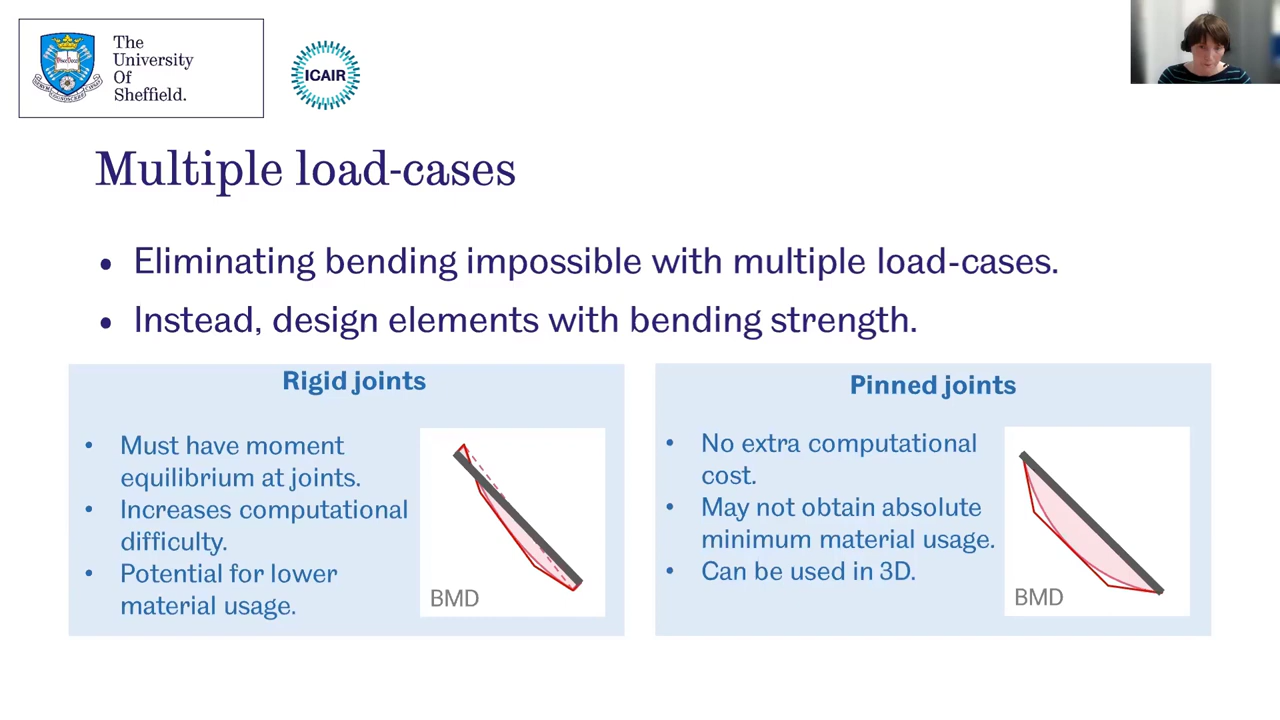 The
University
Of
Sheffield.
ICAIR
Multiple load-cases
• Eliminating bending impossible with multiple load-cases.
• Instead, design elements with bending strength.
Rigid joints
• Must have moment
equilibrium at joints.
• Increases computational
difficulty.
• Potential for lower
material usage.
BMD
Pinned joints
• No extra computational
cost.
• May not obtain absolute
minimum material usage.
• Can be used in 3D.
BMD